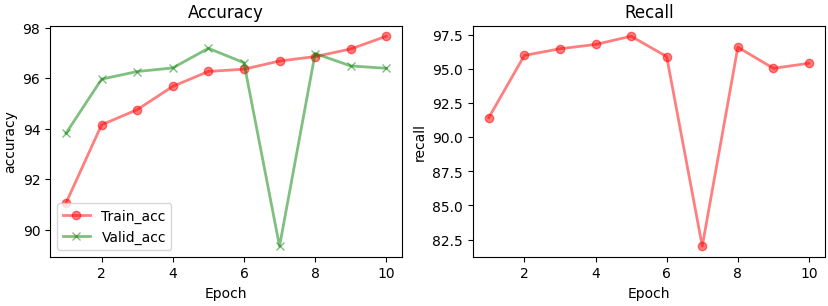 Accuracy
98
96
94
92
90
accuracy
Train_acc
Valid_acc
2 4 6 8 10
Epoch
Recall
97.5
95.0
92.5
90.0
87.5
85.0
82.5
recall
2 4 6 8 10
Epoch